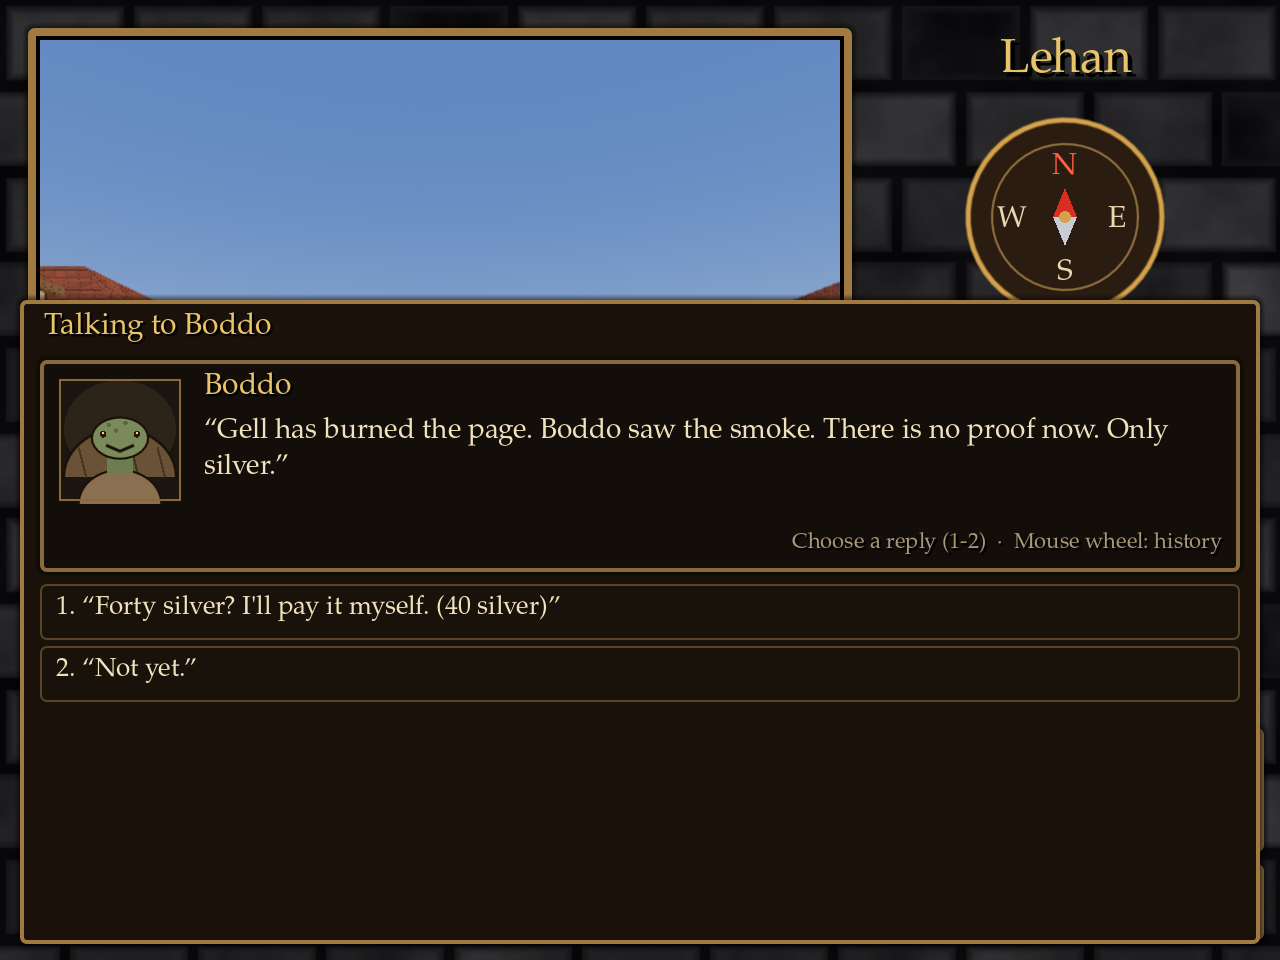 Lehan
N
W E
S
Talking to Boddo
Boddo
“Gell has burned the page. Boddo saw the smoke. There is no proof now. Only
silver.”
Choose a reply (1-2) · Mouse wheel: history
1. “Forty silver? I'll pay it myself. (40 silver)”
2. “Not yet.”